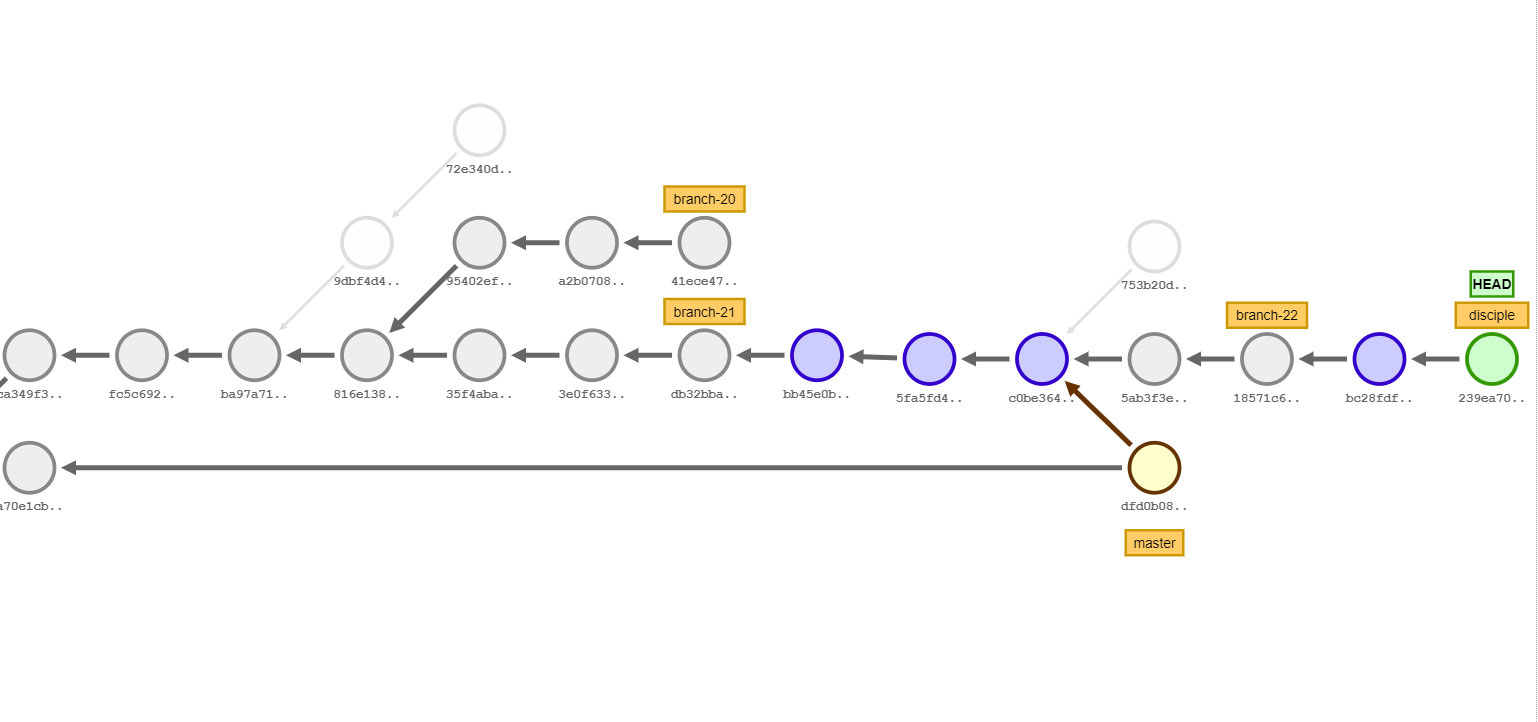 72e340d..
branch-20
9dbf4d4..
95402ef..
a2b0708..
41ece47..
753b20d..
HEAD
branch-21
branch-22
disciple
ca349f3..
fc5c692..
ba97a71..
816e138..
35f4aba..
3e0f633..
db32bba..
bb45e0b..
5fa5fd4..
c0be364..
5ab3f3e..
18571c6..
bc28fdf..
239ea70..
a70e1cb..
dfd0b08..
master